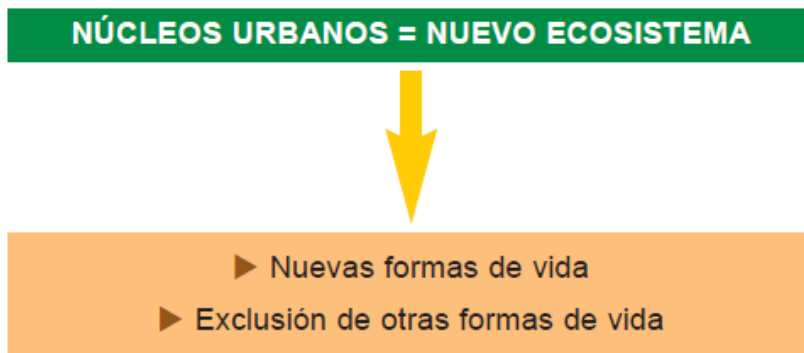 NÚCLEOS URBANOS = NUEVO ECOSISTEMA
▶ Nuevas formas de vida
▶ Exclusión de otras formas de vida